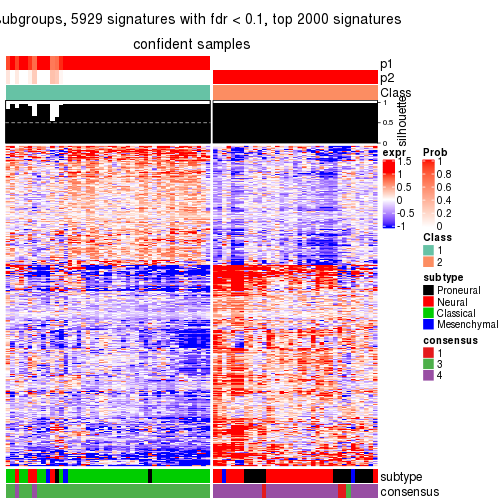 subgroups, 5929 signatures with fdr < 0.1, top 2000 signatures
confident samples
p1
p2
Class
1
0.5
0
silhouette
expr
1.5
1
0.5
0
-0.5
-1
Prob
1
0.8
0.6
0.4
0.2
0
Class
1
2
subtype
Proneural
Neural
Classical
Mesenchymal
consensus
1
3
4
subtype
consensus